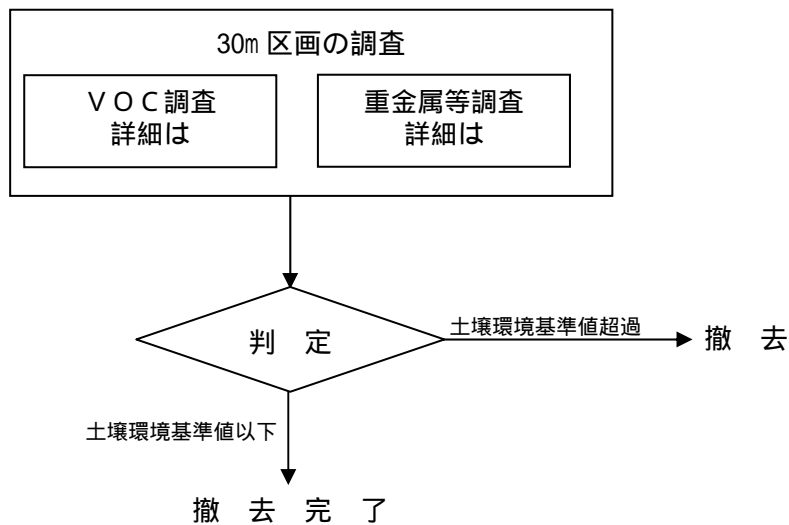 30m 区画の調査
ＶＯＣ調査
詳細は
重金属等調査
詳細は
判　定
土壌環境基準値超過
撤　去
土壌環境基準値以下
撤　去　完　了